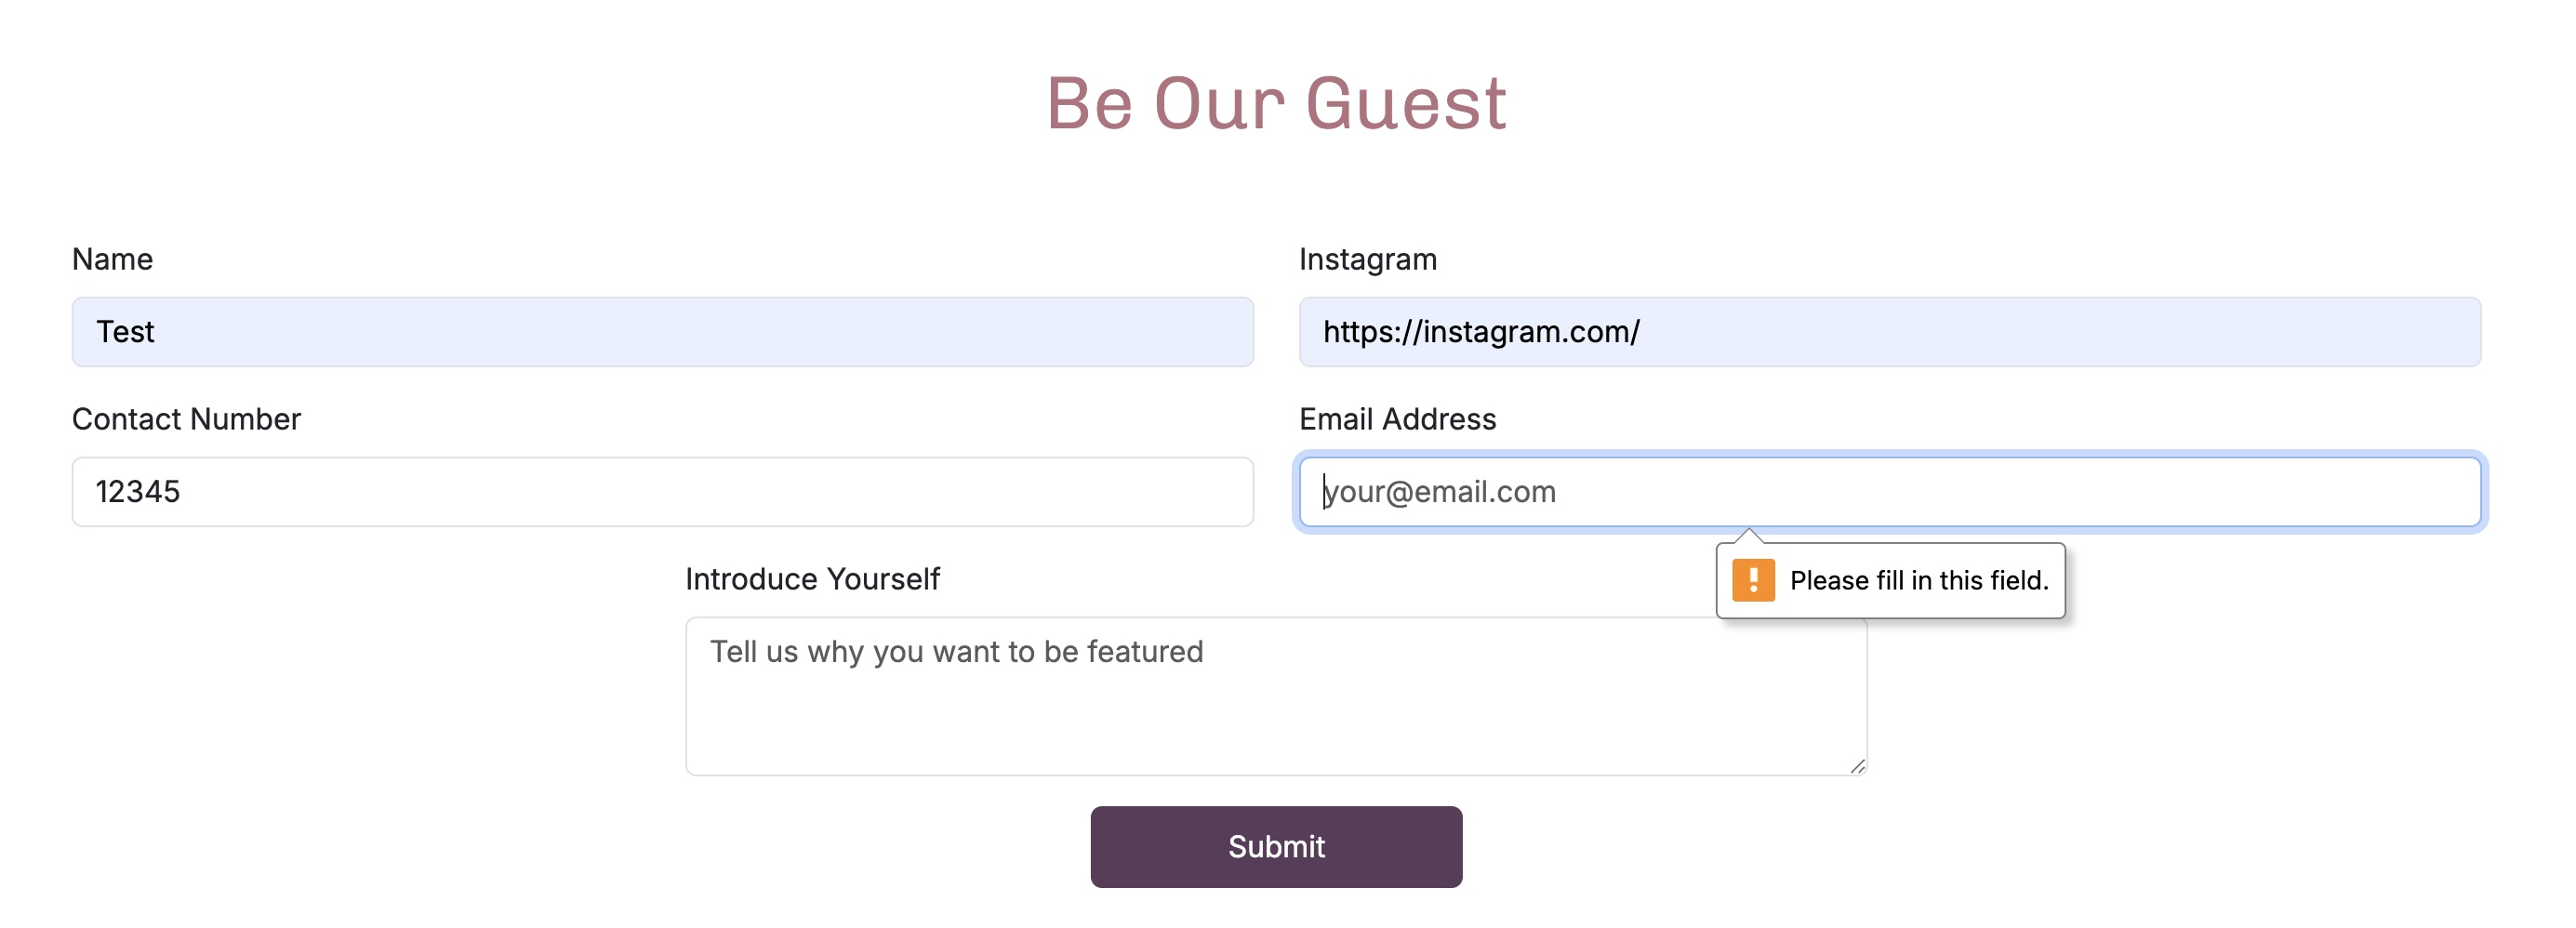 Be Our Guest
Name
Instagram
Test
https://instagram.com/
Contact Number
Email Address
12345
your@email.com
Please fill in this field.
Introduce Yourself
Tell us why you want to be featured
Submit